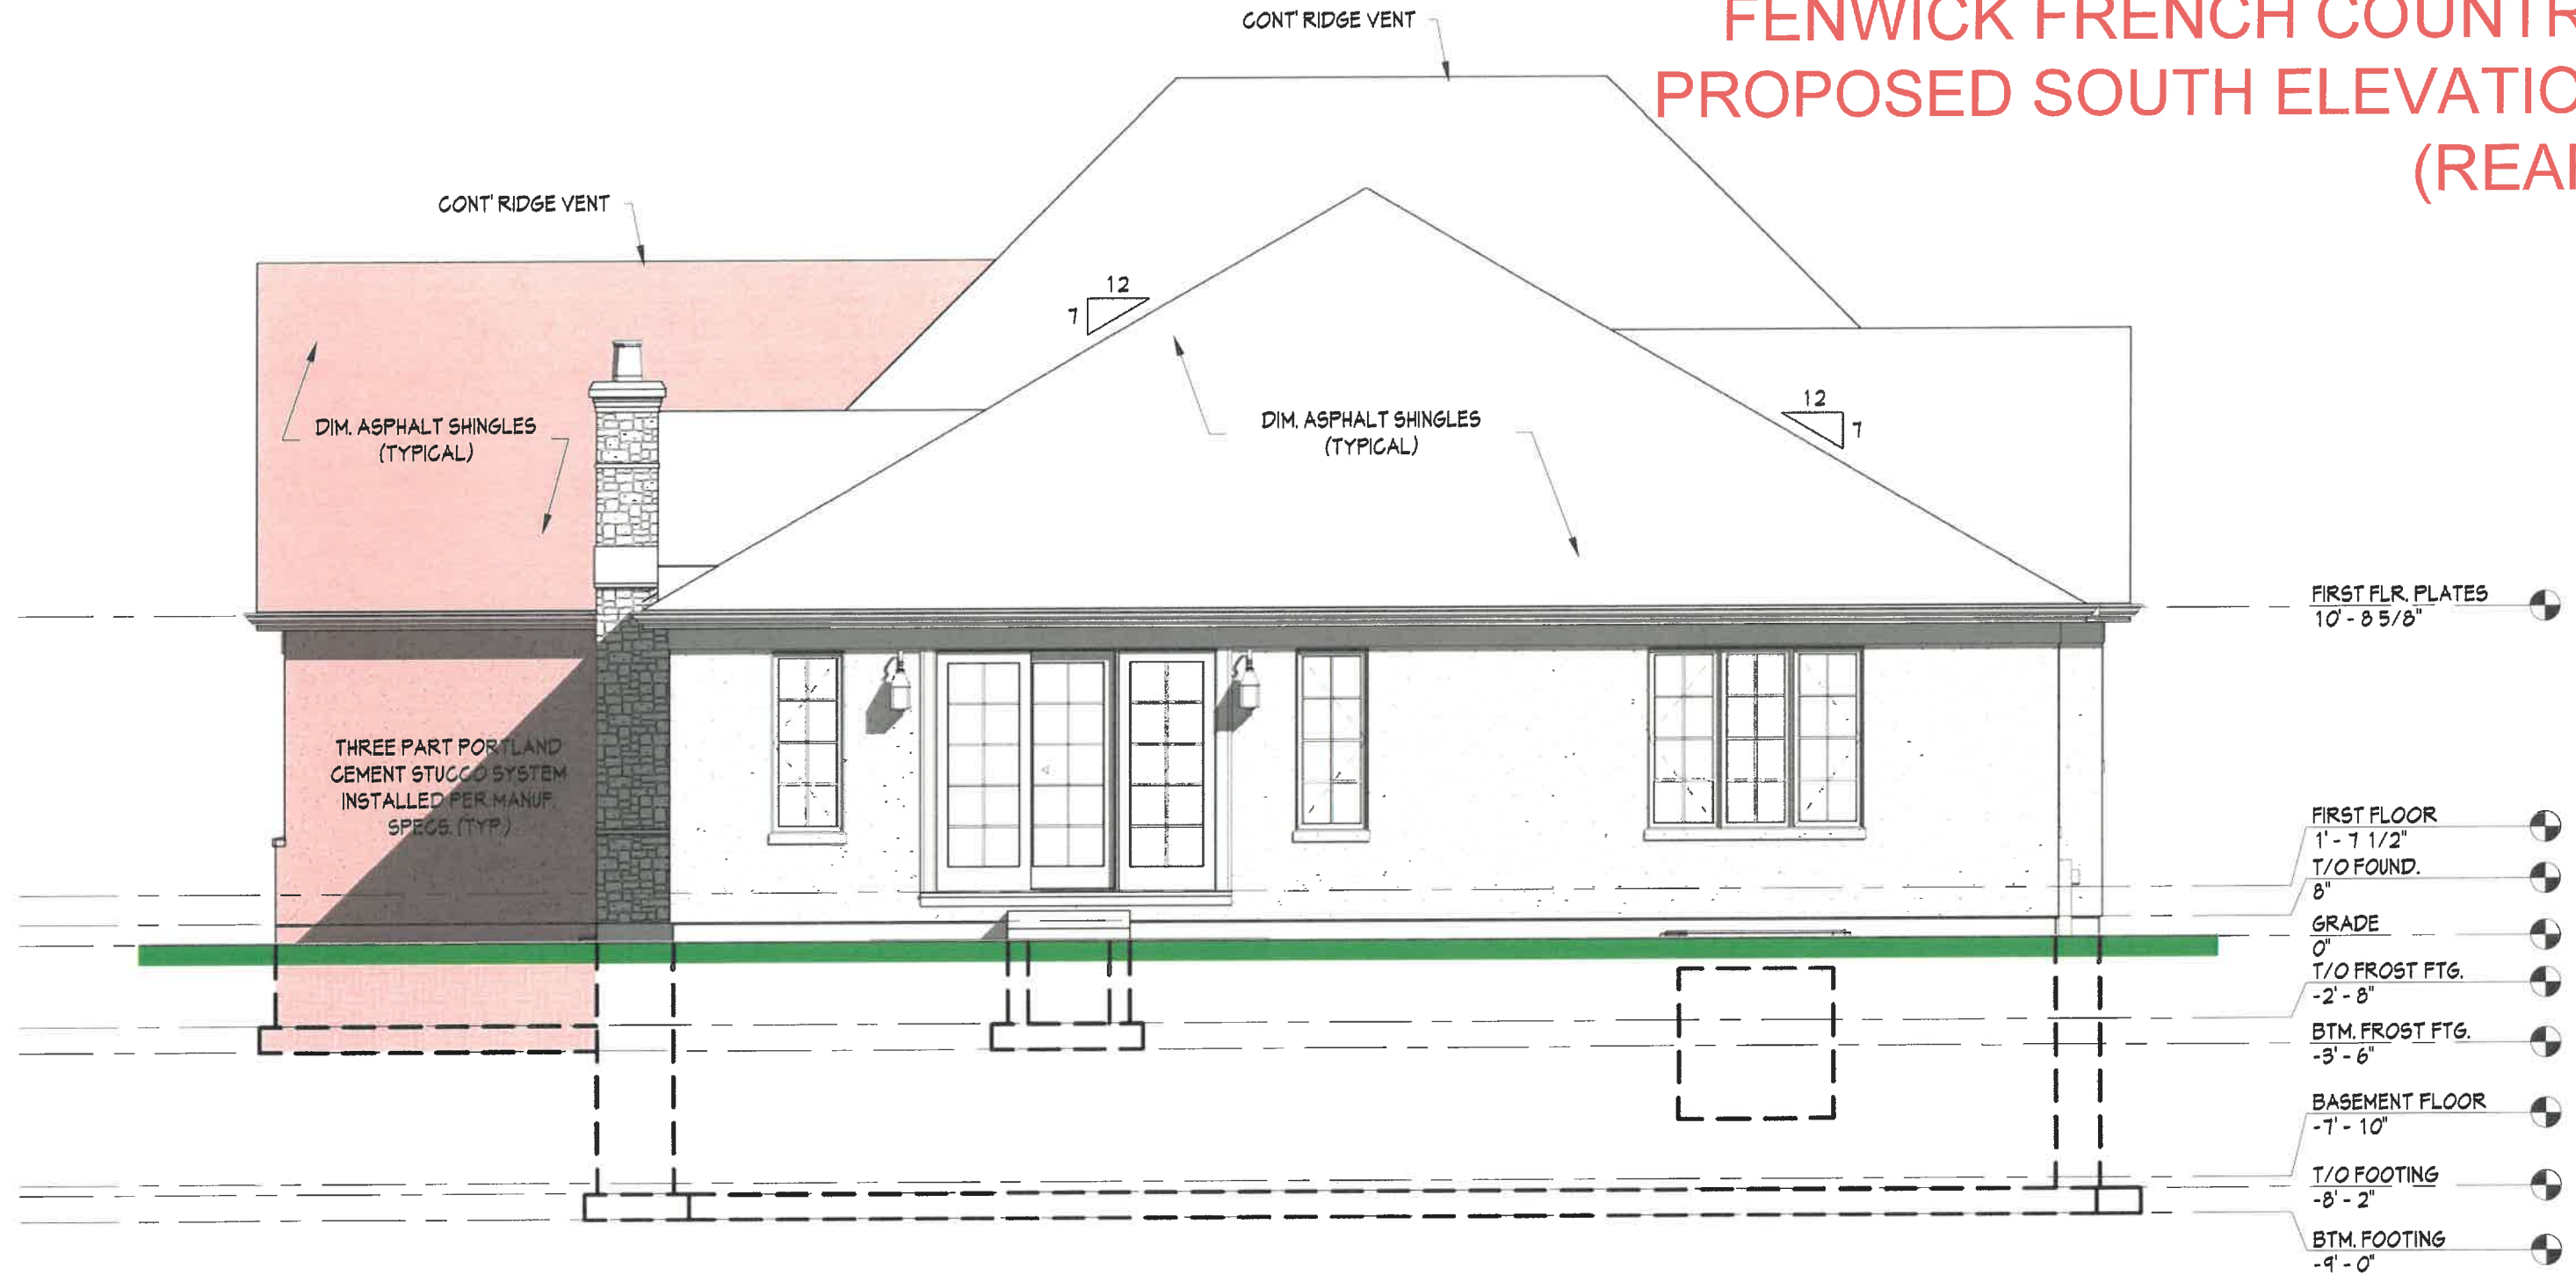 CONT' RIDGE VENT
FENWICK FRENCH COUNTR
PROPOSED SOUTH ELEVATIO
(REAR
CONT' RIDGE VENT
12
7
12
7
DIM. ASPHALT SHINGLES
(TYPICAL)
DIM. ASPHALT SHINGLES
(TYPICAL)
THREE PART PORTLAND
CEMENT STUCCO SYSTEM
INSTALLED PER MANUF.
SPECS. (TYP.)
FIRST FLR. PLATES
10' - 8 5/8"
FIRST FLOOR
1' - 7 1/2"
T/O FOUND.
8"
GRADE
0"
T/O FROST FTG.
-2' - 8"
BTM. FROST FTG.
-3' - 6"
BASEMENT FLOOR
-7' - 10"
T/O FOOTING
-8' - 2"
BTM. FOOTING
-9' - 0"